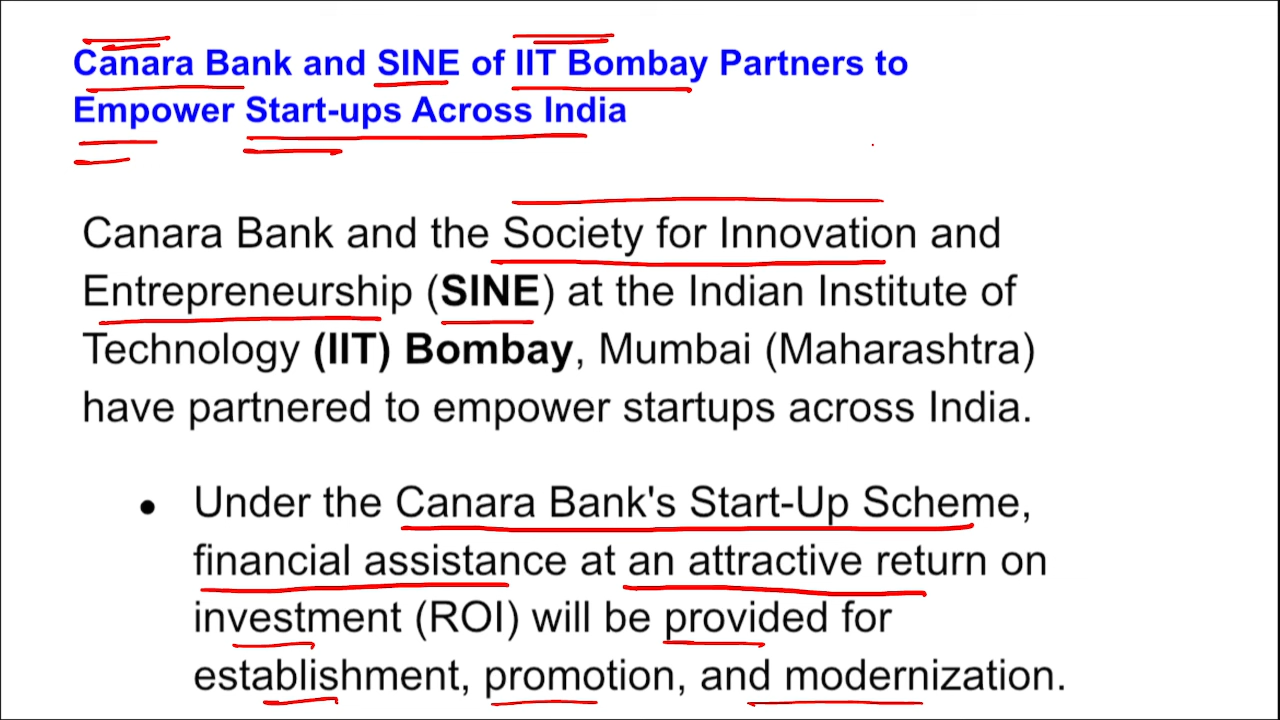 Canara Bank and SINE of IIT Bombay Partners to
Empower Start-ups Across India
Canara Bank and the Society for Innovation and
Entrepreneurship (SINE) at the Indian Institute of
Technology (IIT) Bombay, Mumbai (Maharashtra)
have partnered to empower startups across India.
• Under the Canara Bank's Start-Up Scheme,
financial assistance at an attractive return on
investment (ROI) will be provided for
establishment, promotion, and modernization.